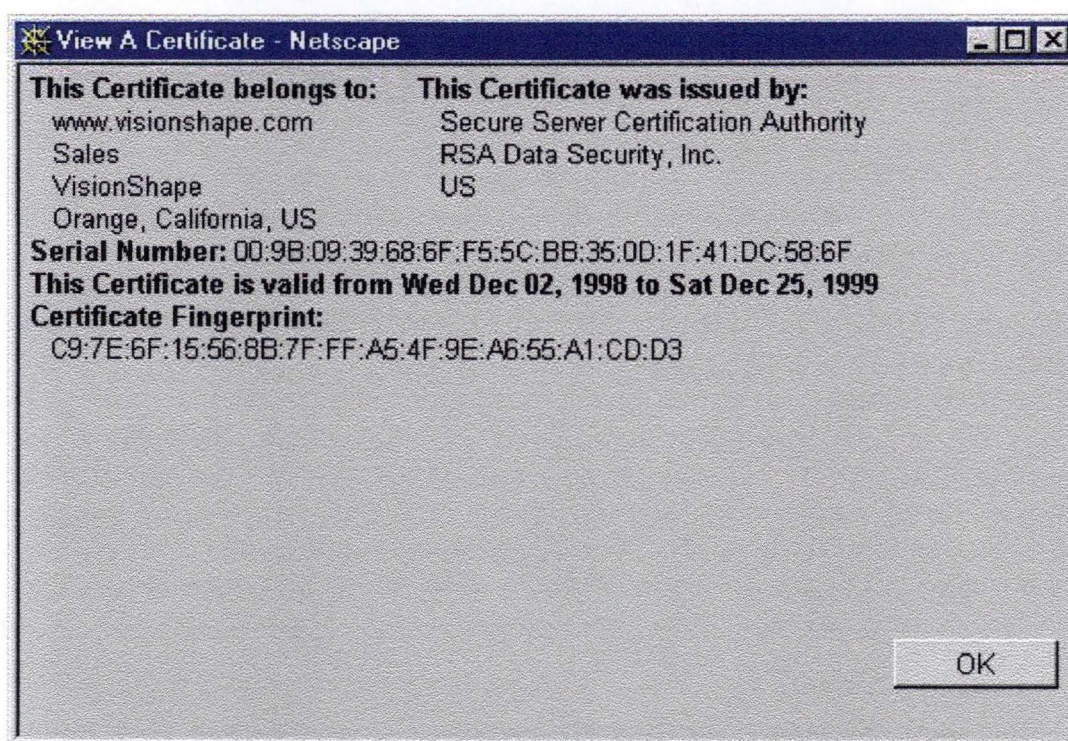 View A Certificate - Netscape
This Certificate belongs to:
www.visionshape.com
Sales
VisionShape
Orange, California, US
This Certificate was issued by:
Secure Server Certification Authority
RSA Data Security, Inc.
US
Serial Number: 00:9B:09:39:68:6F:F5:5C:BB:35:0D:1F:41:DC:58:6F
This Certificate is valid from Wed Dec 02, 1998 to Sat Dec 25, 1999
Certificate Fingerprint:
C9:7E:6F:15:56:8B:7F:FF:A5:4F:9E:A6:55:A1:CD:D3
OK